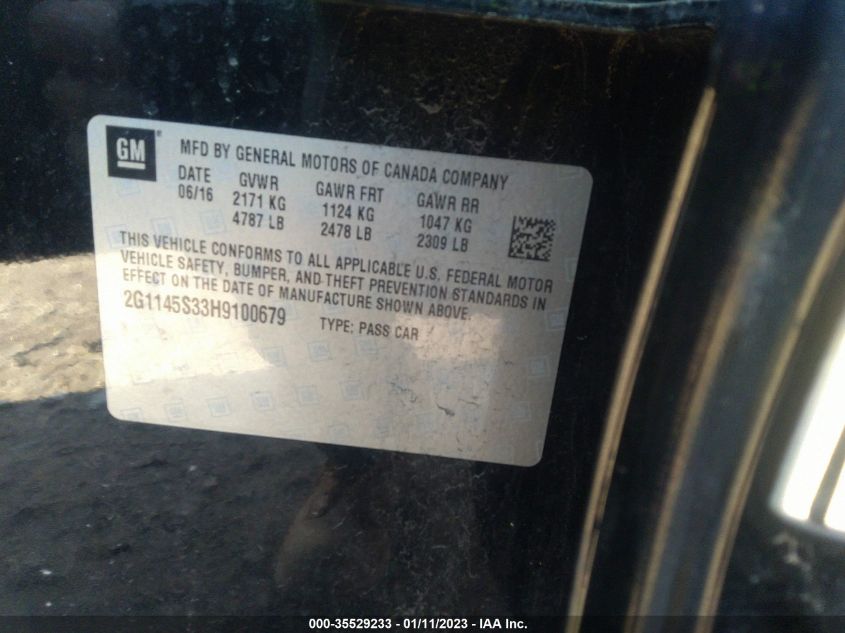 GM
MFD BY GENERAL MOTORS OF CANADA COMPANY
DATE GVWR GAWR FRT GAWR RR
06/16 2171 KG 1124 KG 1047 KG
4787 LB 2478 LB 2309 LB
THIS VEHICLE CONFORMS TO ALL APPLICABLE U.S. FEDERAL MOTOR
VEHICLE SAFETY, BUMPER, AND THEFT PREVENTION STANDARDS IN
EFFECT ON THE DATE OF MANUFACTURE SHOWN ABOVE.
2G1145S33H9100679 TYPE: PASS CAR
000-35529233 - 01/11/2023 - IAA Inc.